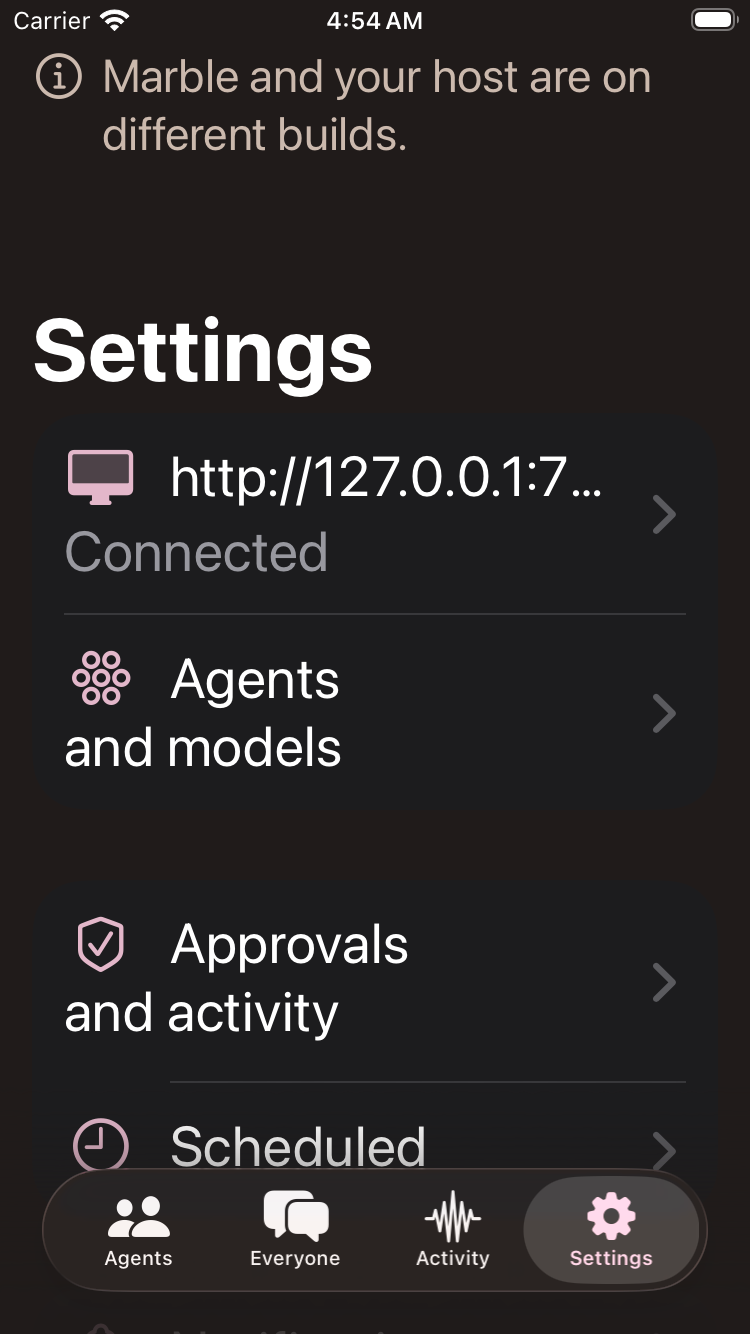 Carrier 4:54 AM
Marble and your host are on
different builds.
Settings
http://127.0.0.1:7…
Connected
Agents
and models
Approvals
and activity
Scheduled
Agents Everyone Activity Settings